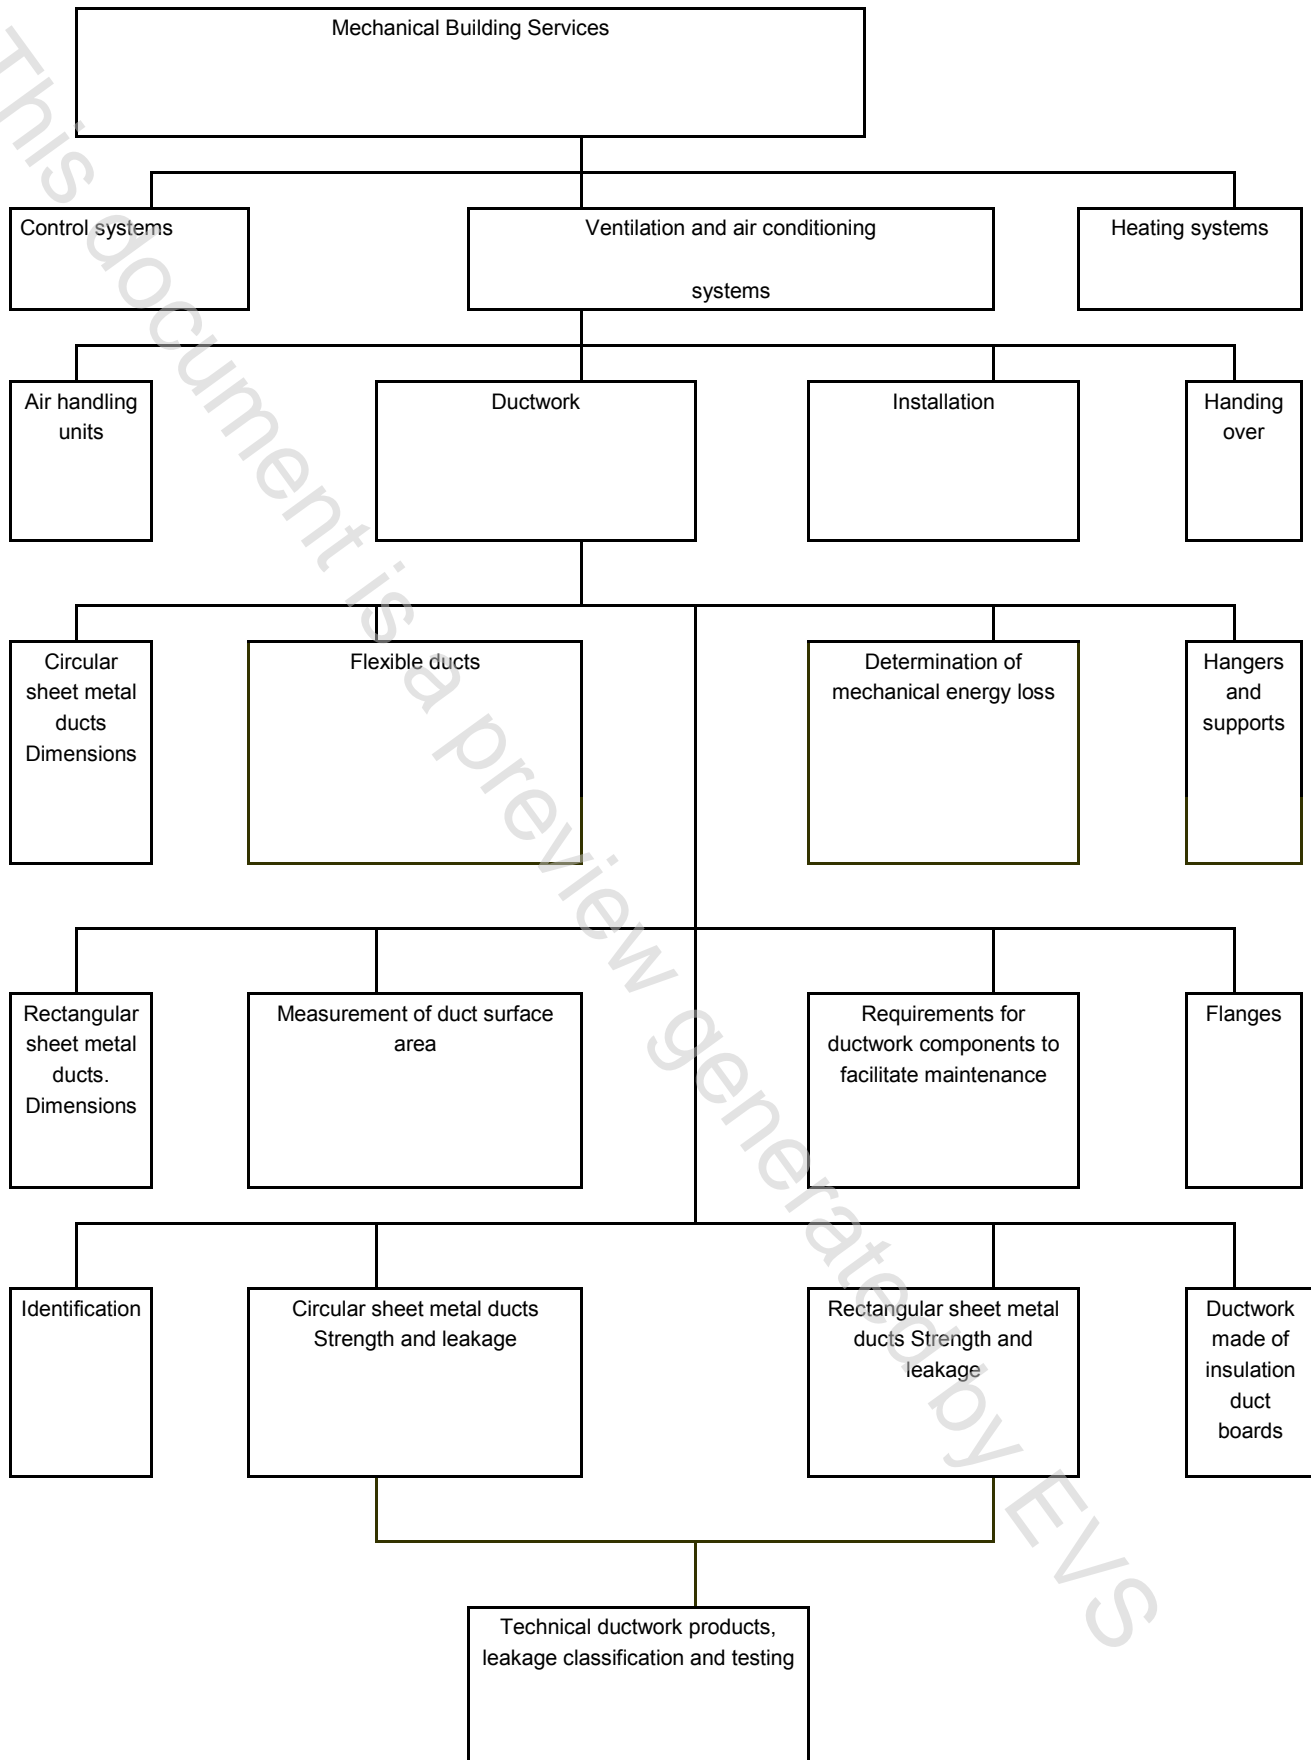 Mechanical Building Services
Control systems
Ventilation and air conditioning
systems
Heating systems
Air handling
units
Ductwork
Installation
Handing
over
Circular
sheet metal
ducts
Dimensions
Flexible ducts
Determination of
mechanical energy loss
Hangers
and
supports
Rectangular
sheet metal
ducts.
Dimensions
Measurement of duct surface
area
Requirements for
ductwork components to
facilitate maintenance
Flanges
Identification
Circular sheet metal ducts
Strength and leakage
Rectangular sheet metal
ducts Strength and
leakage
Ductwork
made of
insulation
duct
boards
Technical ductwork products,
leakage classification and testing
This document is a preview generated by EVS